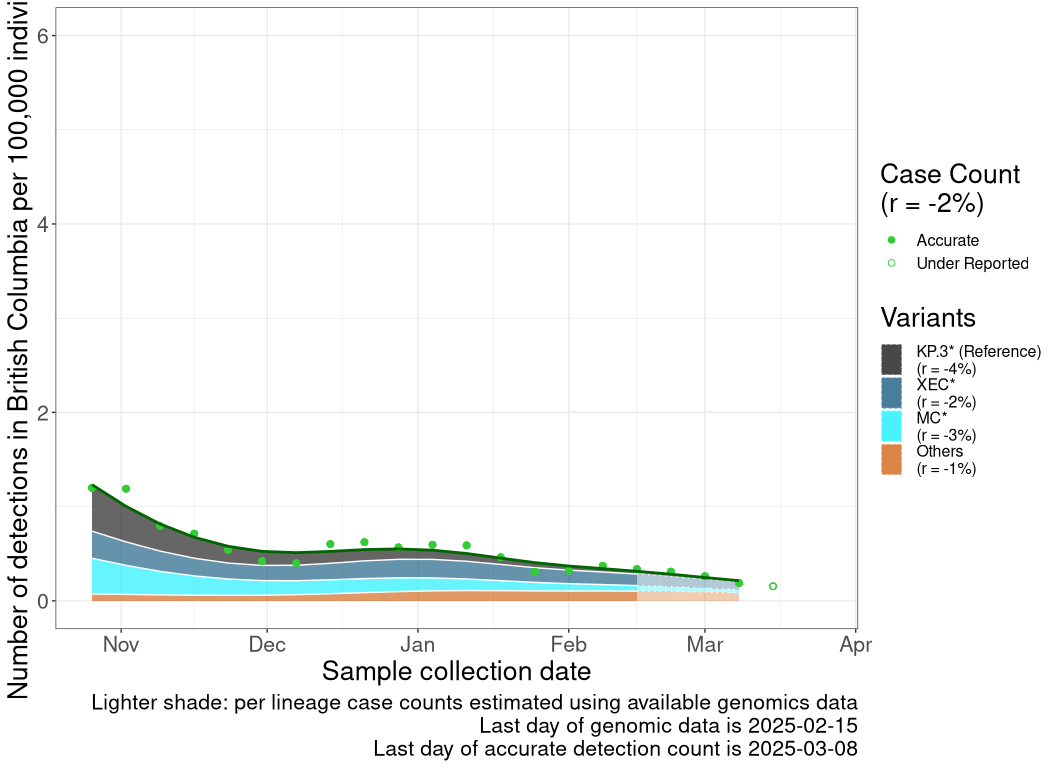 Number of detections in British Columbia per 100,000
6
4
2
0
Nov Dec Jan Feb Mar Apr
Sample collection date
Lighter shade: per lineage case counts estimated using available genomics data
Last day of genomic data is 2025-02-15
Last day of accurate detection count is 2025-03-08
Case Count
(r = -2%)
Accurate
Under Reported
Variants
KP.3* (Reference)
(r = -4%)
XEC*
(r = -2%)
MC*
(r = -3%)
Others
(r = -1%)